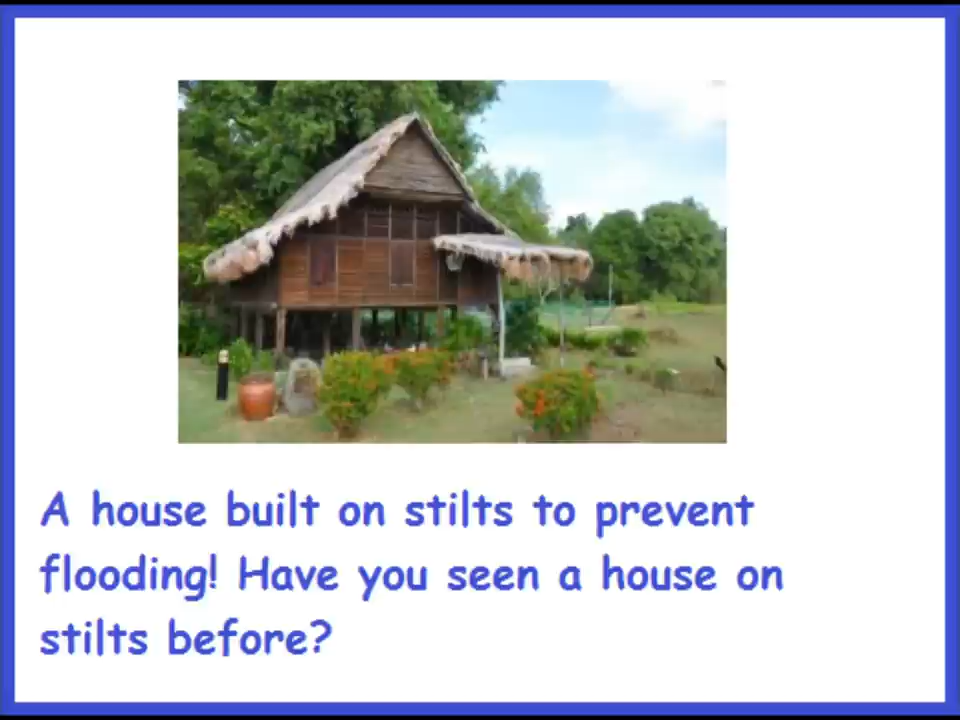 A house built on stilts to prevent
flooding! Have you seen a house on
stilts before?